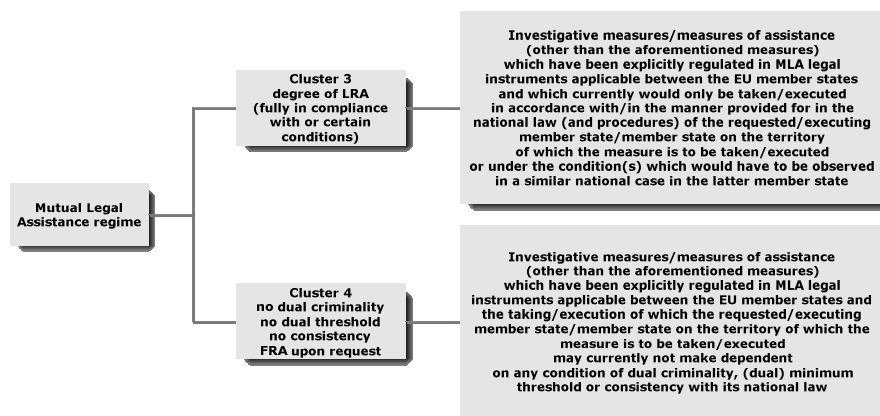 Mutual Legal
Assistance regime
Cluster 3
degree of LRA
(fully in compliance
with or certain
conditions)
Investigative measures/measures of assistance
(other than the aforementioned measures)
which have been explicitly regulated in MLA legal
instruments applicable between the EU member states
and which currently would only be taken/executed
in accordance with/in the manner provided for in the
national law (and procedures) of the requested/executing
member state/member state on the territory
of which the measure is to be taken/executed
or under the condition(s) which would have to be observed
in a similar national case in the latter member state
Cluster 4
no dual criminality
no dual threshold
no consistency
FRA upon request
Investigative measures/measures of assistance
(other than the aforementioned measures)
which have been explicitly regulated in MLA legal
instruments applicable between the EU member states and
the taking/execution of which the requested/executing
member state/member state on the territory of which the
measure is to be taken/executed
may currently not make dependent
on any condition of dual criminality, (dual) minimum
threshold or consistency with its national law